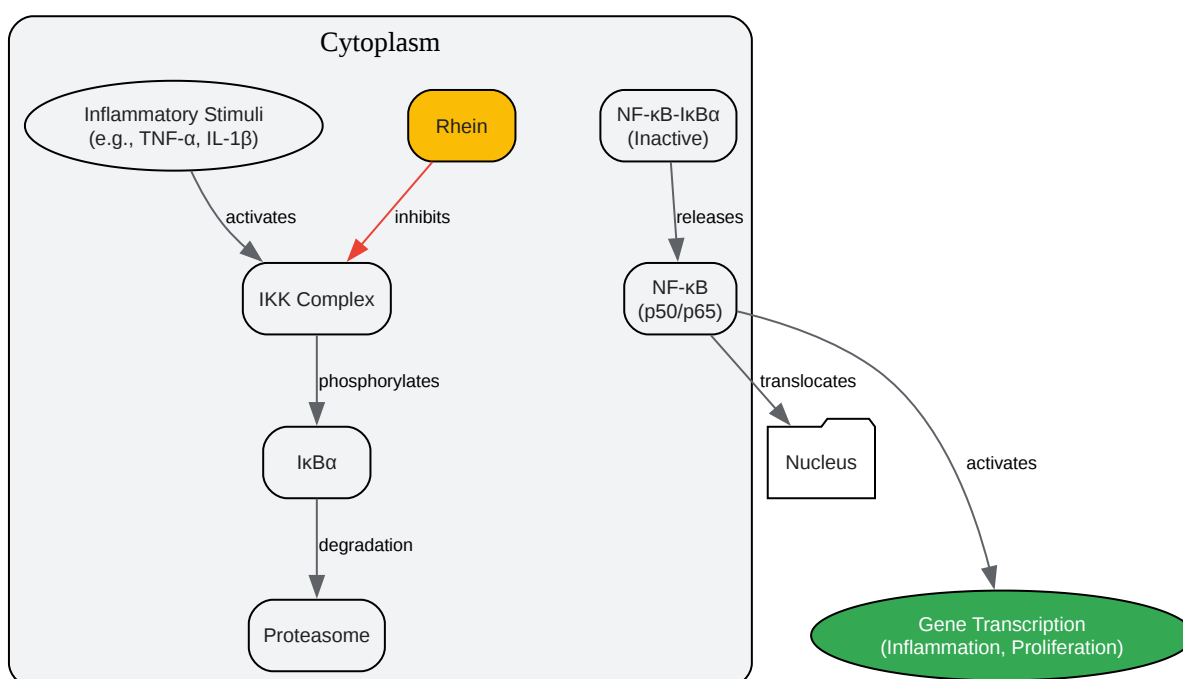 Cytoplasm
Inflammatory Stimuli
(e.g., TNF-α, IL-1β)
Rhein
NF-κB-IκBα
(Inactive)
activates
inhibits
releases
IKK Complex
NF-κB
(p50/p65)
phosphorylates
translocates
IκBα
Nucleus
activates
degradation
Proteasome
Gene Transcription
(Inflammation, Proliferation)